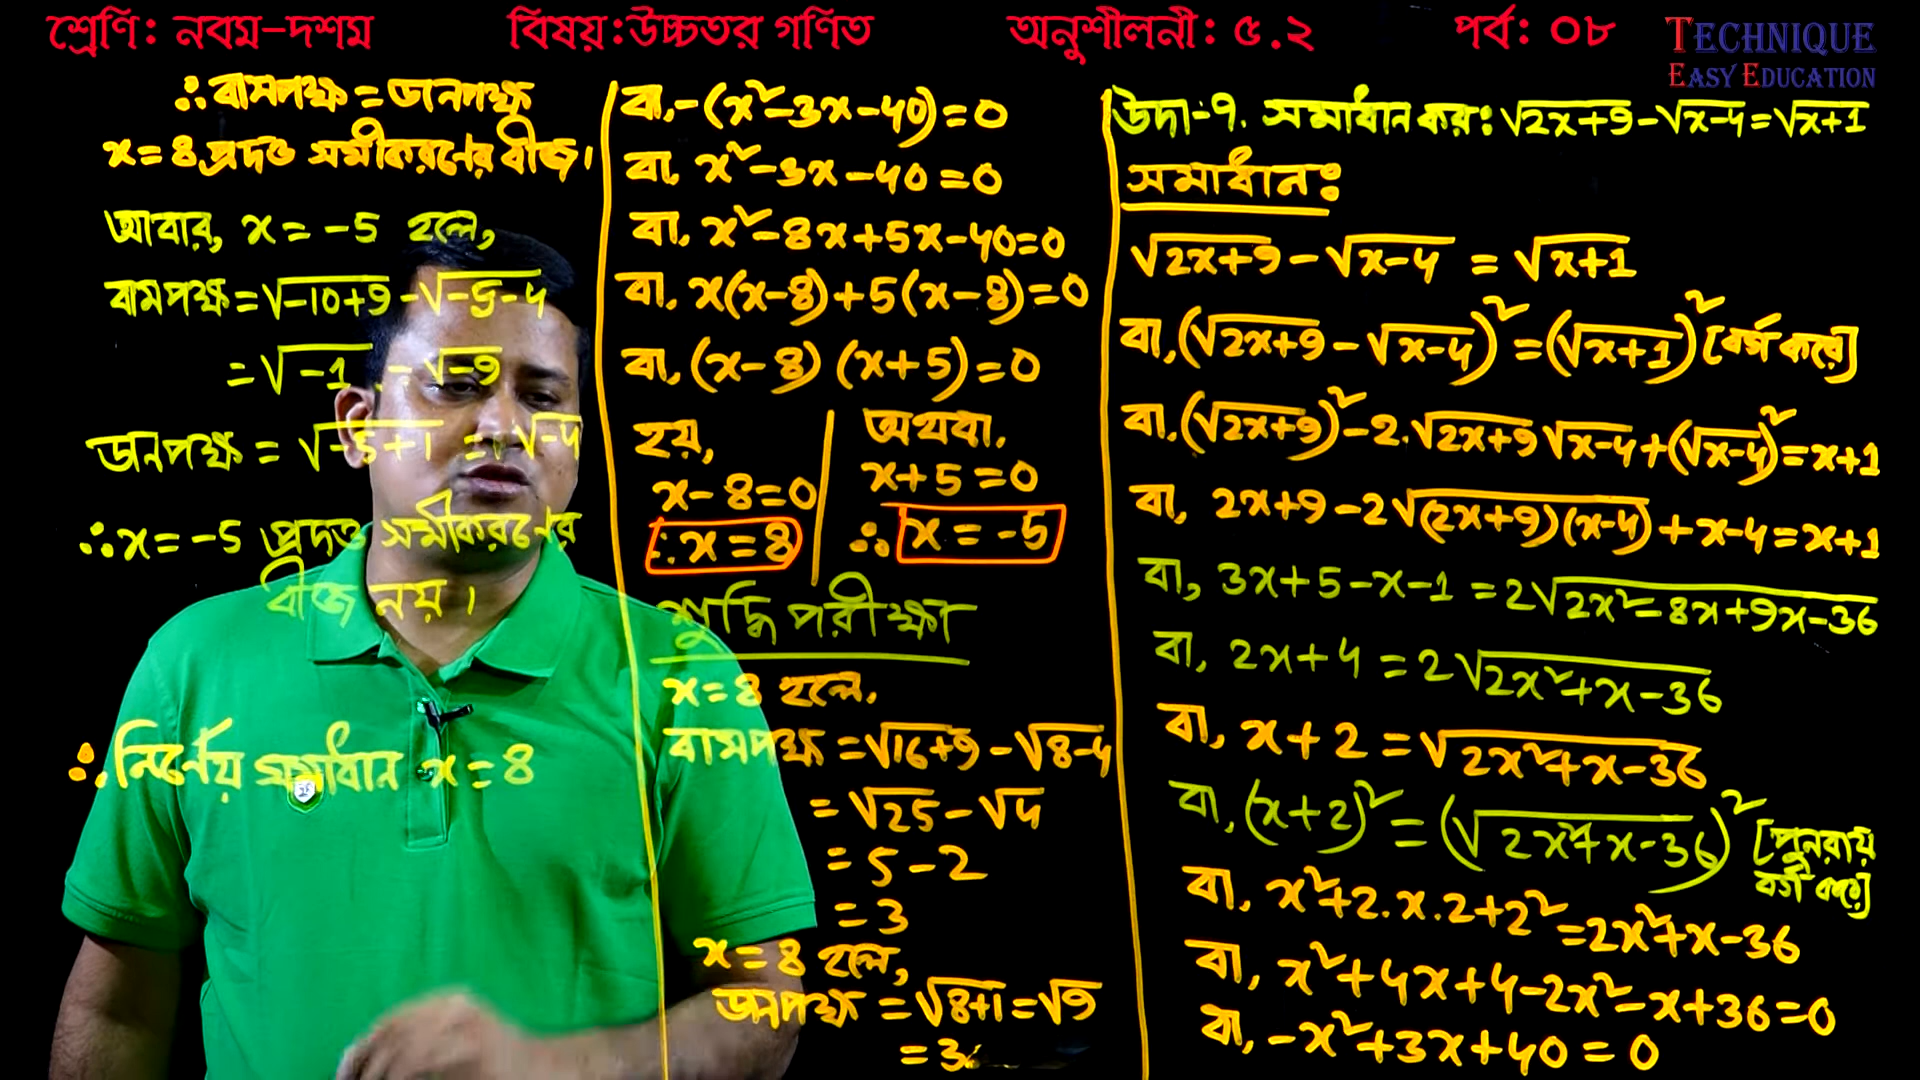 শ্রেণি: নবম-দশম
বিষয়:উচ্চতর গণিত
অনুশীলনী: ৫.২
পর্ব: ০৮
TECHNIQUE
EASY EDUCATION
উদা-9. সমাধান কর: √2x+9-√x-4=√x+1
সমাধান:
√2x+9 - √x-4 = √x+1
বা, (√2x+9 - √x-4)² = (√x+1)² [বর্গ করে]
বা, (√2x+9)² - 2.√2x+9 √x-4 + (√x-4)² = x+1
বা, 2x+9-2√(2x+9)(x-4) + x-4 = x+1
বা, 3x+5-x-1 = 2√2x²-8x+9x-36
বা, 2x+4 = 2√2x²+x-36
বা, x+2 = √2x²+x-36
বা, (x+2)² = (√2x²+x-36)² [পুনরায়
বর্গ করে]
বা, x²+2.x.2+2² = 2x²+x-36
বা, x²+4x+4-2x²-x+36=0
বা, -x²+3x+40 = 0
বা, -(x²-3x-40)=0
বা, x²-3x-40=0
বা, x²-8x+5x-40=0
বা, x(x-8)+5(x-8)=0
বা, (x-8) (x+5)=0
হয়,
x-8=0
∴x=8
অথবা,
x+5=0
∴ x=-5
শুদ্ধি পরীক্ষা
x=8 হলে,
বামপক্ষ =√16+9 - √8-4
= √25 - √4
= 5-2
= 3
x=8 হলে,
ডানপক্ষ = √8+1 = √9
= 3
∴ বামপক্ষ = ডানপক্ষ
x=8 প্রদত্ত সমীকরণের বীজ।
আবার, x=-5 হলে,
বামপক্ষ=√-10+9 - √-5-4
= √-1 - √-9
ডানপক্ষ = √-5+1 = √-4
∴x=-5 প্রদত্ত সমীকরণের
বীজ নয়।
∴ নির্ণেয় সমাধান x=8